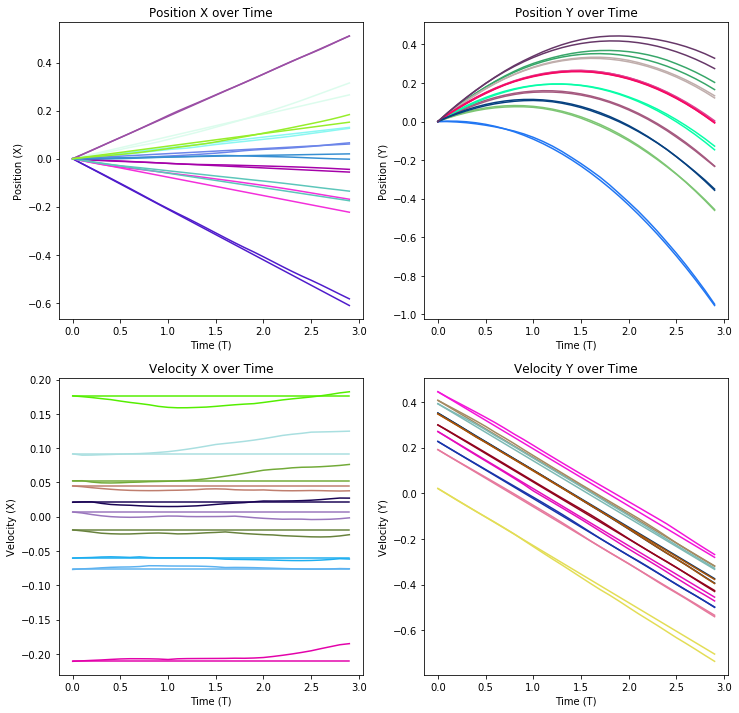 Position X over Time
Position (X)
0.4
0.2
0.0
−0.2
−0.4
−0.6
0.0 0.5 1.0 1.5 2.0 2.5 3.0
Time (T)
Position Y over Time
Position (Y)
0.4
0.2
0.0
−0.2
−0.4
−0.6
−0.8
−1.0
0.0 0.5 1.0 1.5 2.0 2.5 3.0
Time (T)
Velocity X over Time
Velocity (X)
0.20
0.15
0.10
0.05
0.00
−0.05
−0.10
−0.15
−0.20
0.0 0.5 1.0 1.5 2.0 2.5 3.0
Time (T)
Velocity Y over Time
Velocity (Y)
0.4
0.2
0.0
−0.2
−0.4
−0.6
0.0 0.5 1.0 1.5 2.0 2.5 3.0
Time (T)